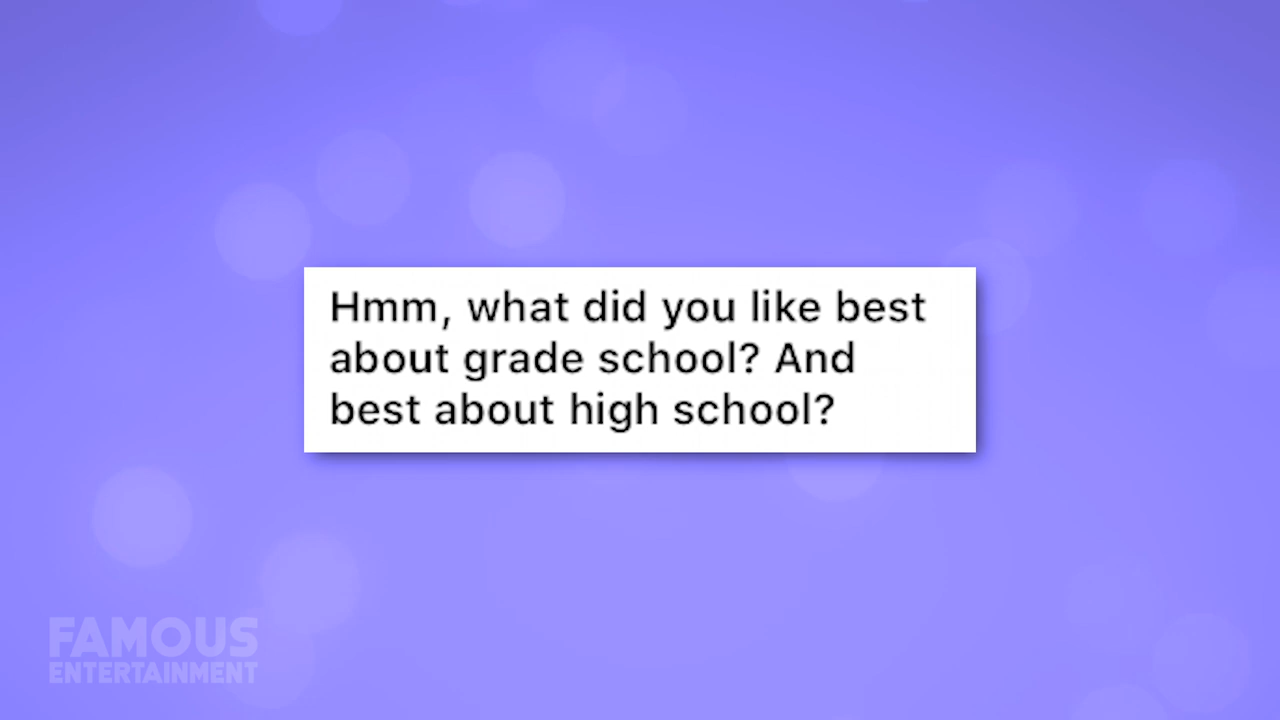 Hmm, what did you like best
about grade school? And
best about high school?
FAMOUS
ENTERTAINMENT